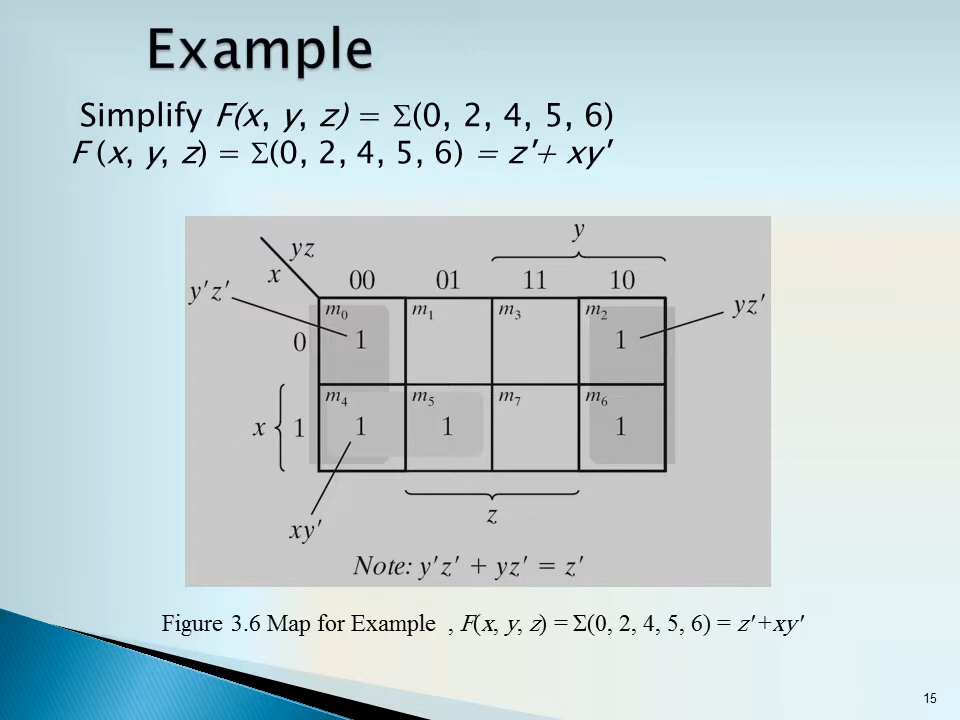 Example
Simplify F(x, y, z) = Σ(0, 2, 4, 5, 6)
F (x, y, z) = Σ(0, 2, 4, 5, 6) = z'+ xy'
y
yz
x
00 01 11 10
y'z'
yz'
m0 m1 m3 m2
0 1 1
m4 m5 m7 m6
x 1 1 1 1
z
xy'
Note: y'z' + yz' = z'
Figure 3.6 Map for Example , F(x, y, z) = Σ(0, 2, 4, 5, 6) = z'+xy'
15